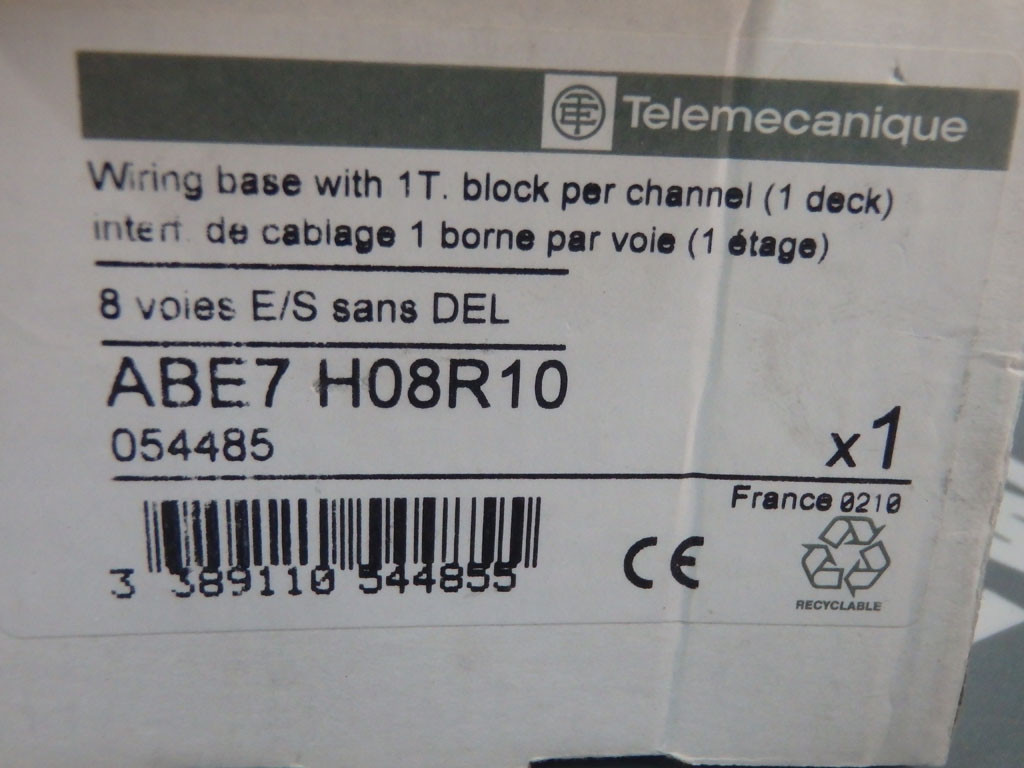 Telemecanique
Wiring base with 1T. block per channel (1 deck)
interf. de cablage 1 borne par voie (1 étage)
8 voies E/S sans DEL
ABE7 H08R10
054485
x1
France 0210
3 389110 544855
CE
RECYCLABLE